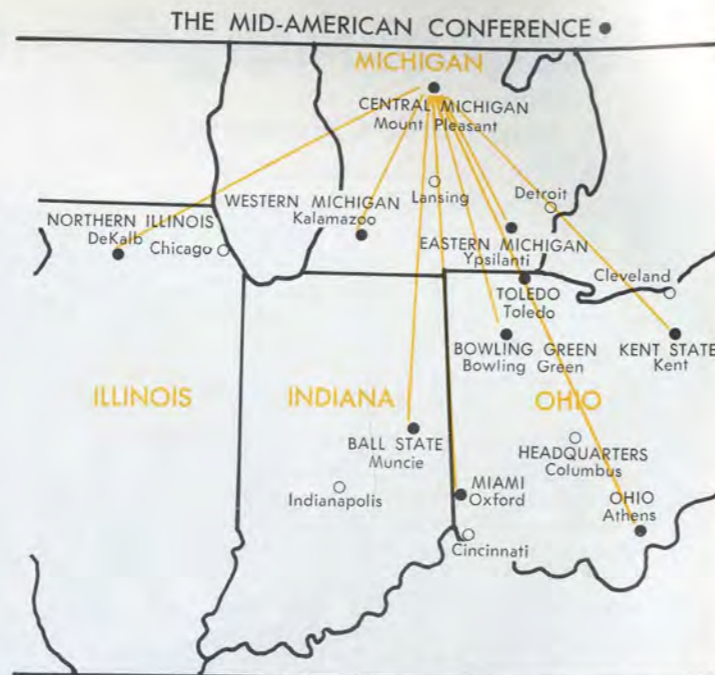 THE MID-AMERICAN CONFERENCE
MICHIGAN
CENTRAL MICHIGAN
Mount Pleasant
Lansing
Detroit
WESTERN MICHIGAN
Kalamazoo
NORTHERN ILLINOIS
DeKalb
Chicago
EASTERN MICHIGAN
Ypsilanti
Cleveland
TOLEDO
Toledo
BOWLING GREEN
Bowling Green
KENT STATE
Kent
ILLINOIS
INDIANA
OHIO
BALL STATE
Muncie
HEADQUARTERS
Columbus
Indianapolis
MIAMI
Oxford
OHIO
Athens
Cincinnati